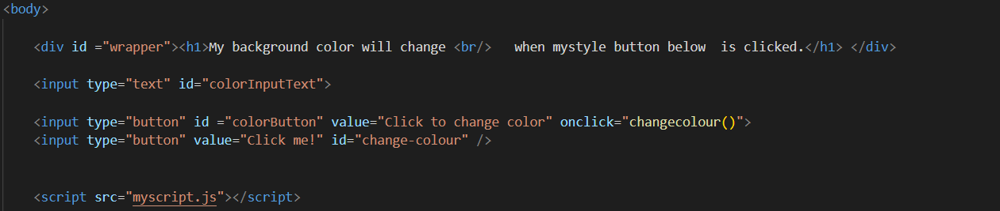 <body>
<div id ="wrapper"><h1>My background color will change <br/>   when mystyle button below  is clicked.</h1> </div>
<input type="text" id="colorInputText">
<input type="button" id ="colorButton" value="Click to change color" onclick="changecolour()">
<input type="button" value="Click me!" id="change-colour" />
<script src="myscript.js"></script>